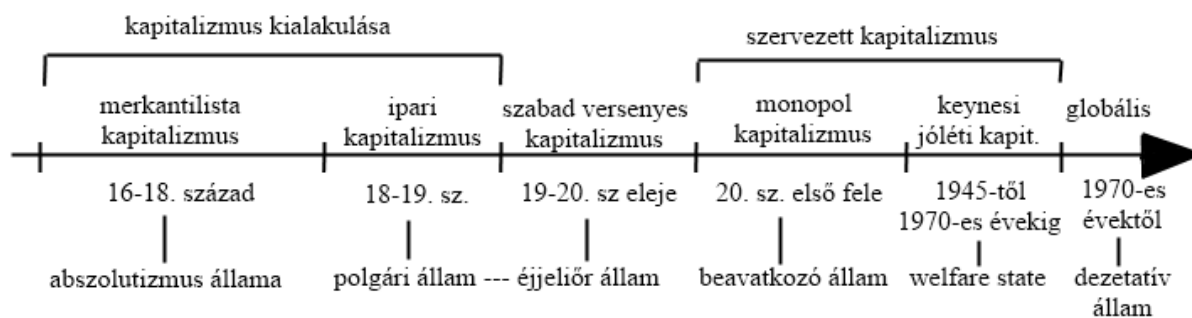 kapitalizmus kialakulása
szervezett kapitalizmus
merkantilista
kapitalizmus
ipari
kapitalizmus
szabad versenyes
kapitalizmus
monopol
kapitalizmus
keynesi
jóléti kapit.
globális
16-18. század
18-19. sz.
19-20. sz eleje
20. sz. első fele
1945-től
1970-es évekig
1970-es
évektől
abszolutizmus állama
polgári állam --- éjjeliőr állam
beavatkozó állam
welfare state
dezetatív
állam